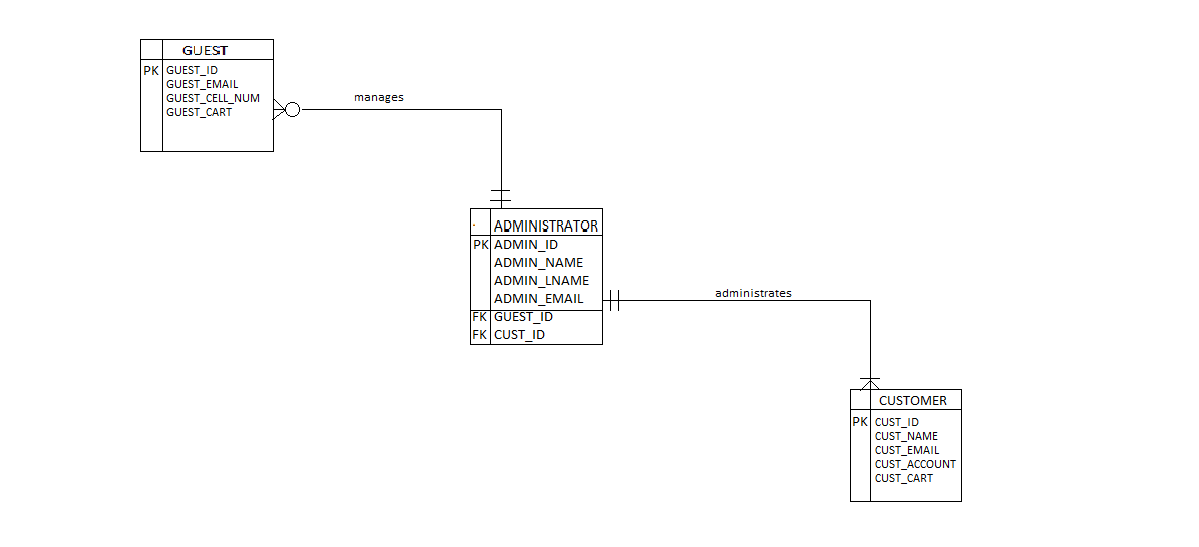 GUEST
PK GUEST_ID
GUEST_EMAIL
GUEST_CELL_NUM
GUEST_CART
manages
ADMINISTRATOR
PK ADMIN_ID
ADMIN_NAME
ADMIN_LNAME
ADMIN_EMAIL
FK GUEST_ID
FK CUST_ID
administrates
CUSTOMER
PK CUST_ID
CUST_NAME
CUST_EMAIL
CUST_ACCOUNT
CUST_CART